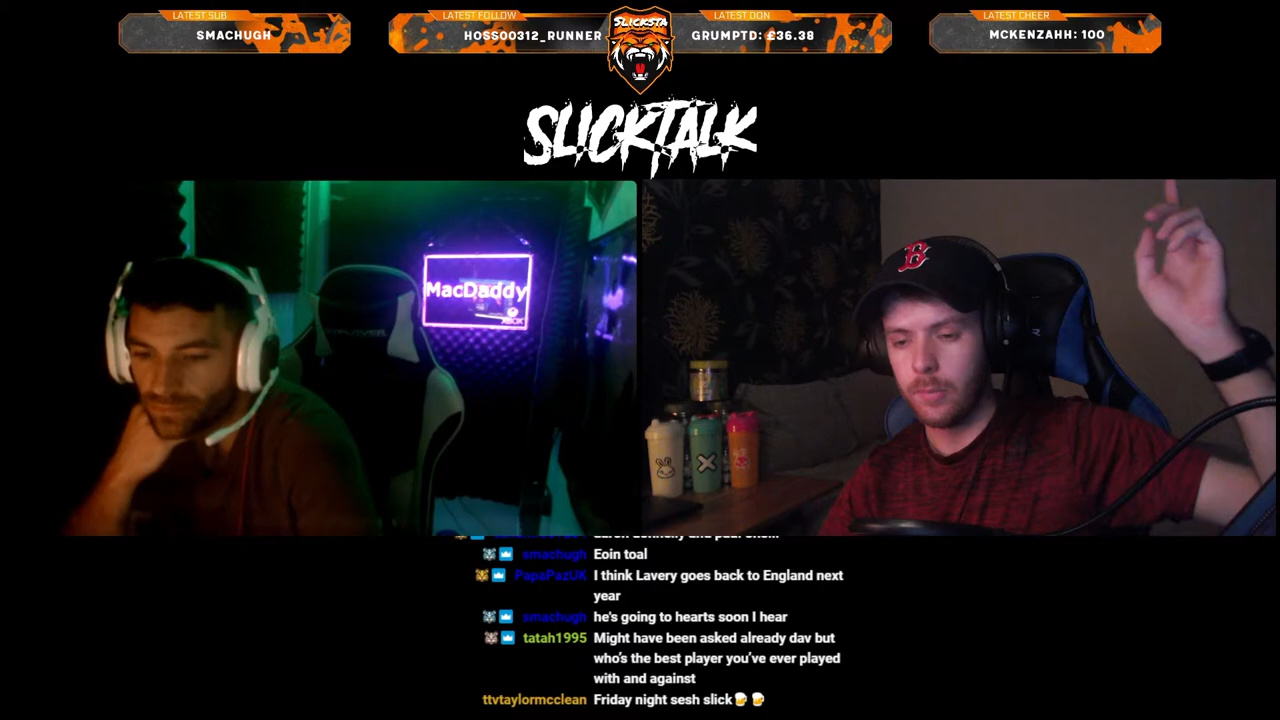 LATEST SUB
SMACHUGH
LATEST FOLLOW
HOSS00312_RUNNER
SLICKSTA
LATEST DON
GRUMPTD: £36.38
LATEST CHEER
MCKENZAHH: 100
SLICKTALK
MacDaddy
XBOX
B
smachugh Eoin toal
PapaPazUK I think Lavery goes back to England next
year
smachugh he's going to hearts soon I hear
tatah1995 Might have been asked already dav but
who's the best player you've ever played
with and against
ttvtaylormcclean Friday night sesh slick🍺 🍺